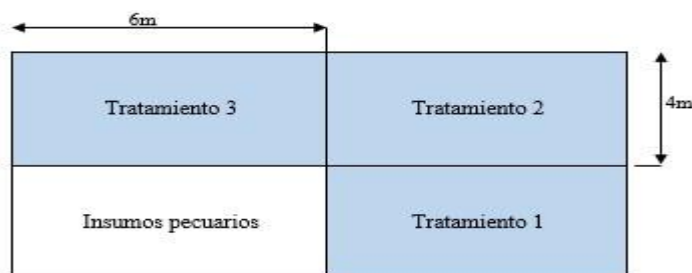 6m
Tratamiento 3
Tratamiento 2
4m
Insumos pecuarios
Tratamiento 1